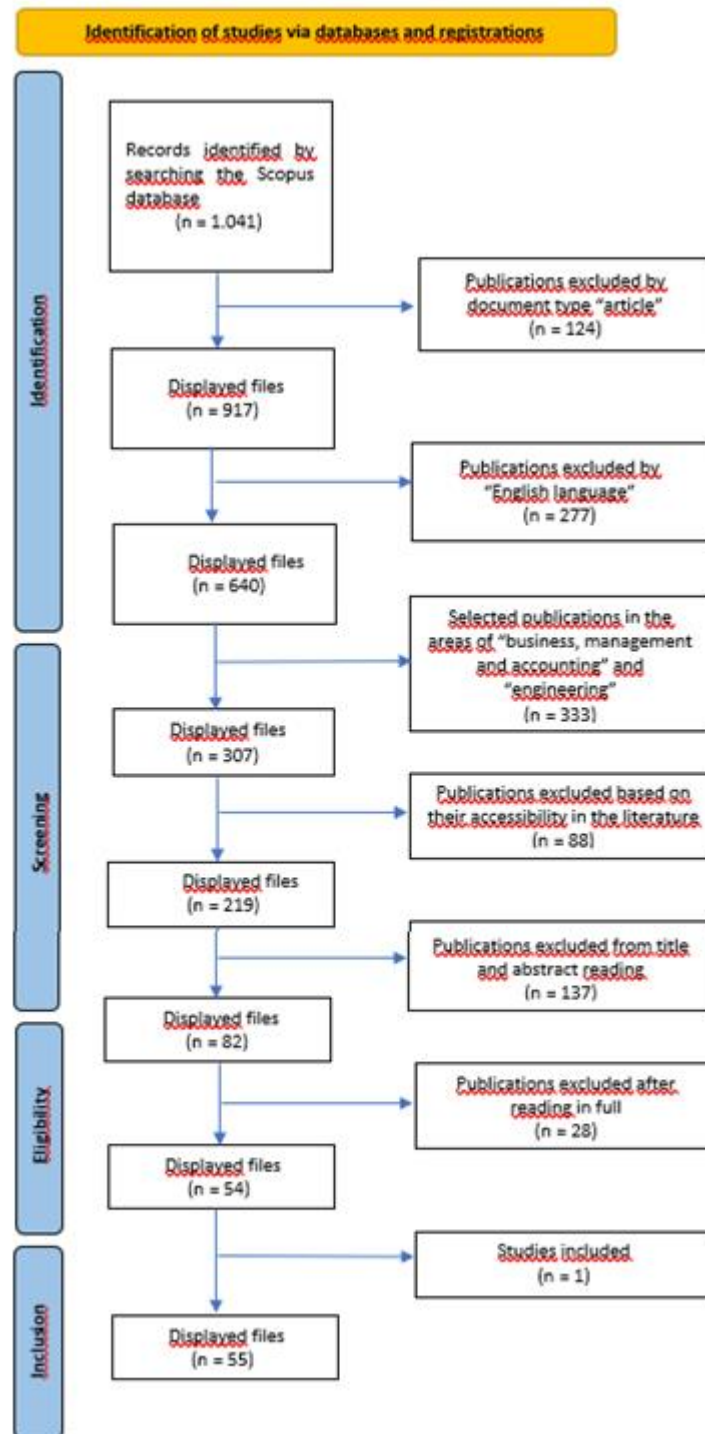 Identification of studies via databases and registrations
Identification
Records identified by
searching the Scopus
database
(n = 1.041)
Publications excluded by
document type “article”
(n = 124)
Displayed files
(n = 917)
Publications excluded by
“English language”
(n = 277)
Displayed files
(n = 640)
Selected publications in the
areas of “business, management
and accounting” and
“engineering”
(n = 333)
Screening
Displayed files
(n = 307)
Publications excluded based on
their accessibility in the literature
(n = 88)
Displayed files
(n = 219)
Publications excluded from title
and abstract reading
(n = 137)
Displayed files
(n = 82)
Eligibility
Publications excluded after
reading in full
(n = 28)
Displayed files
(n = 54)
Inclusion
Studies included
(n = 1)
Displayed files
(n = 55)